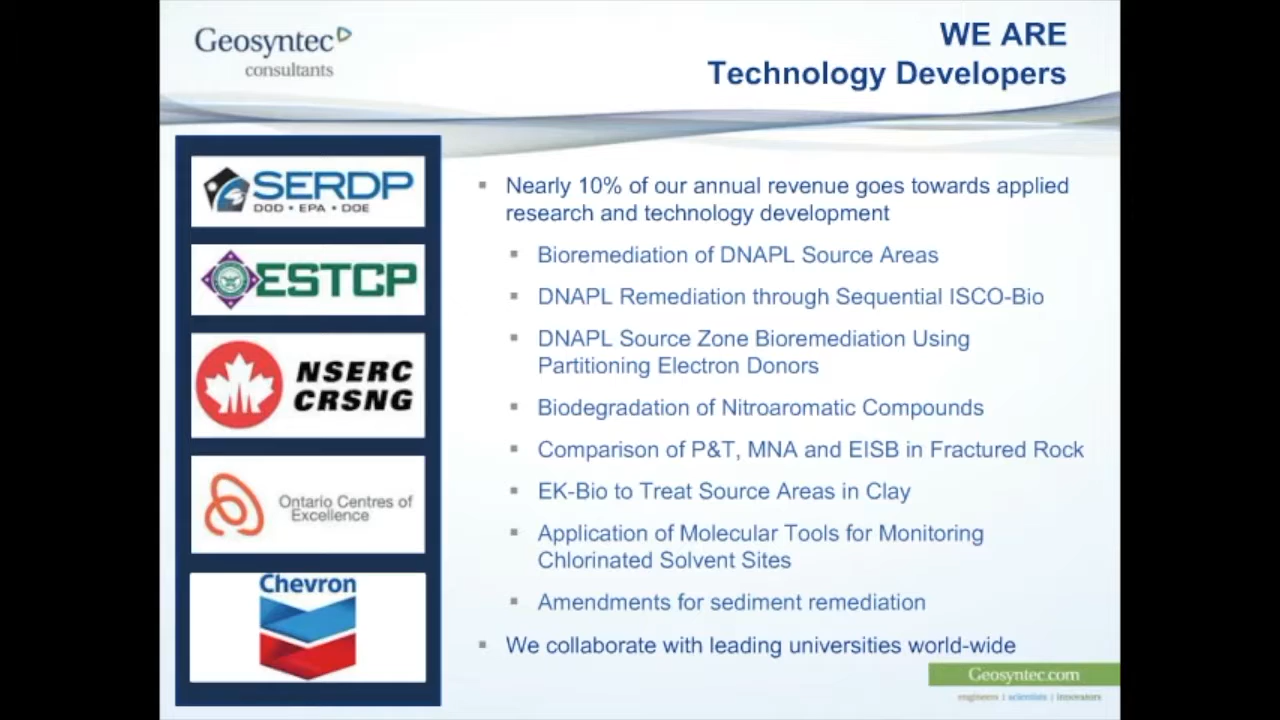 Geosyntec
consultants
WE ARE
Technology Developers
SERDP
DOD • EPA • DOE
ESTCP
NSERC
CRSNG
Ontario Centres of
Excellence
Chevron
▪ Nearly 10% of our annual revenue goes towards applied
research and technology development
▪ Bioremediation of DNAPL Source Areas
▪ DNAPL Remediation through Sequential ISCO-Bio
▪ DNAPL Source Zone Bioremediation Using
Partitioning Electron Donors
▪ Biodegradation of Nitroaromatic Compounds
▪ Comparison of P&T, MNA and EISB in Fractured Rock
▪ EK-Bio to Treat Source Areas in Clay
▪ Application of Molecular Tools for Monitoring
Chlorinated Solvent Sites
▪ Amendments for sediment remediation
▪ We collaborate with leading universities world-wide
Geosyntec.com
engineers | scientists | innovators